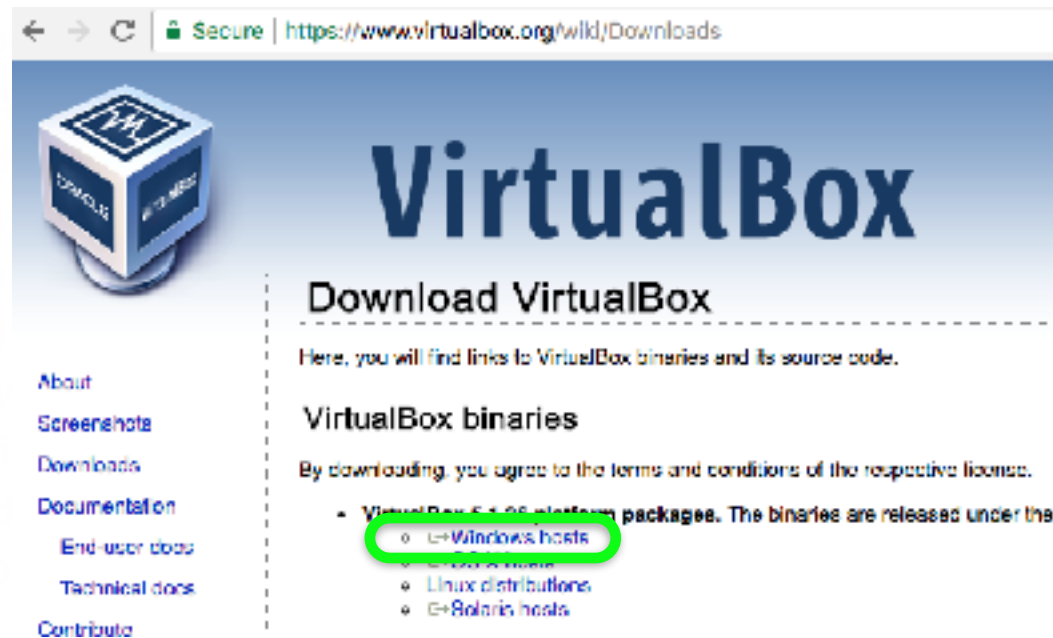 Secure | https://www.virtualbox.org/wiki/Downloads
ORACLE
VirtualBox
Download VirtualBox
Here, you will find links to VirtualBox binaries and its source code.
About
Screenshots
VirtualBox binaries
Downloads
By downloading, you agree to the terms and conditions of the respective license.
Documentation
VirtualBox platform packages. The binaries are released under the
Windows hosts
End-user docs
Linux distributions
Technical docs
Solaris hosts
Contribute